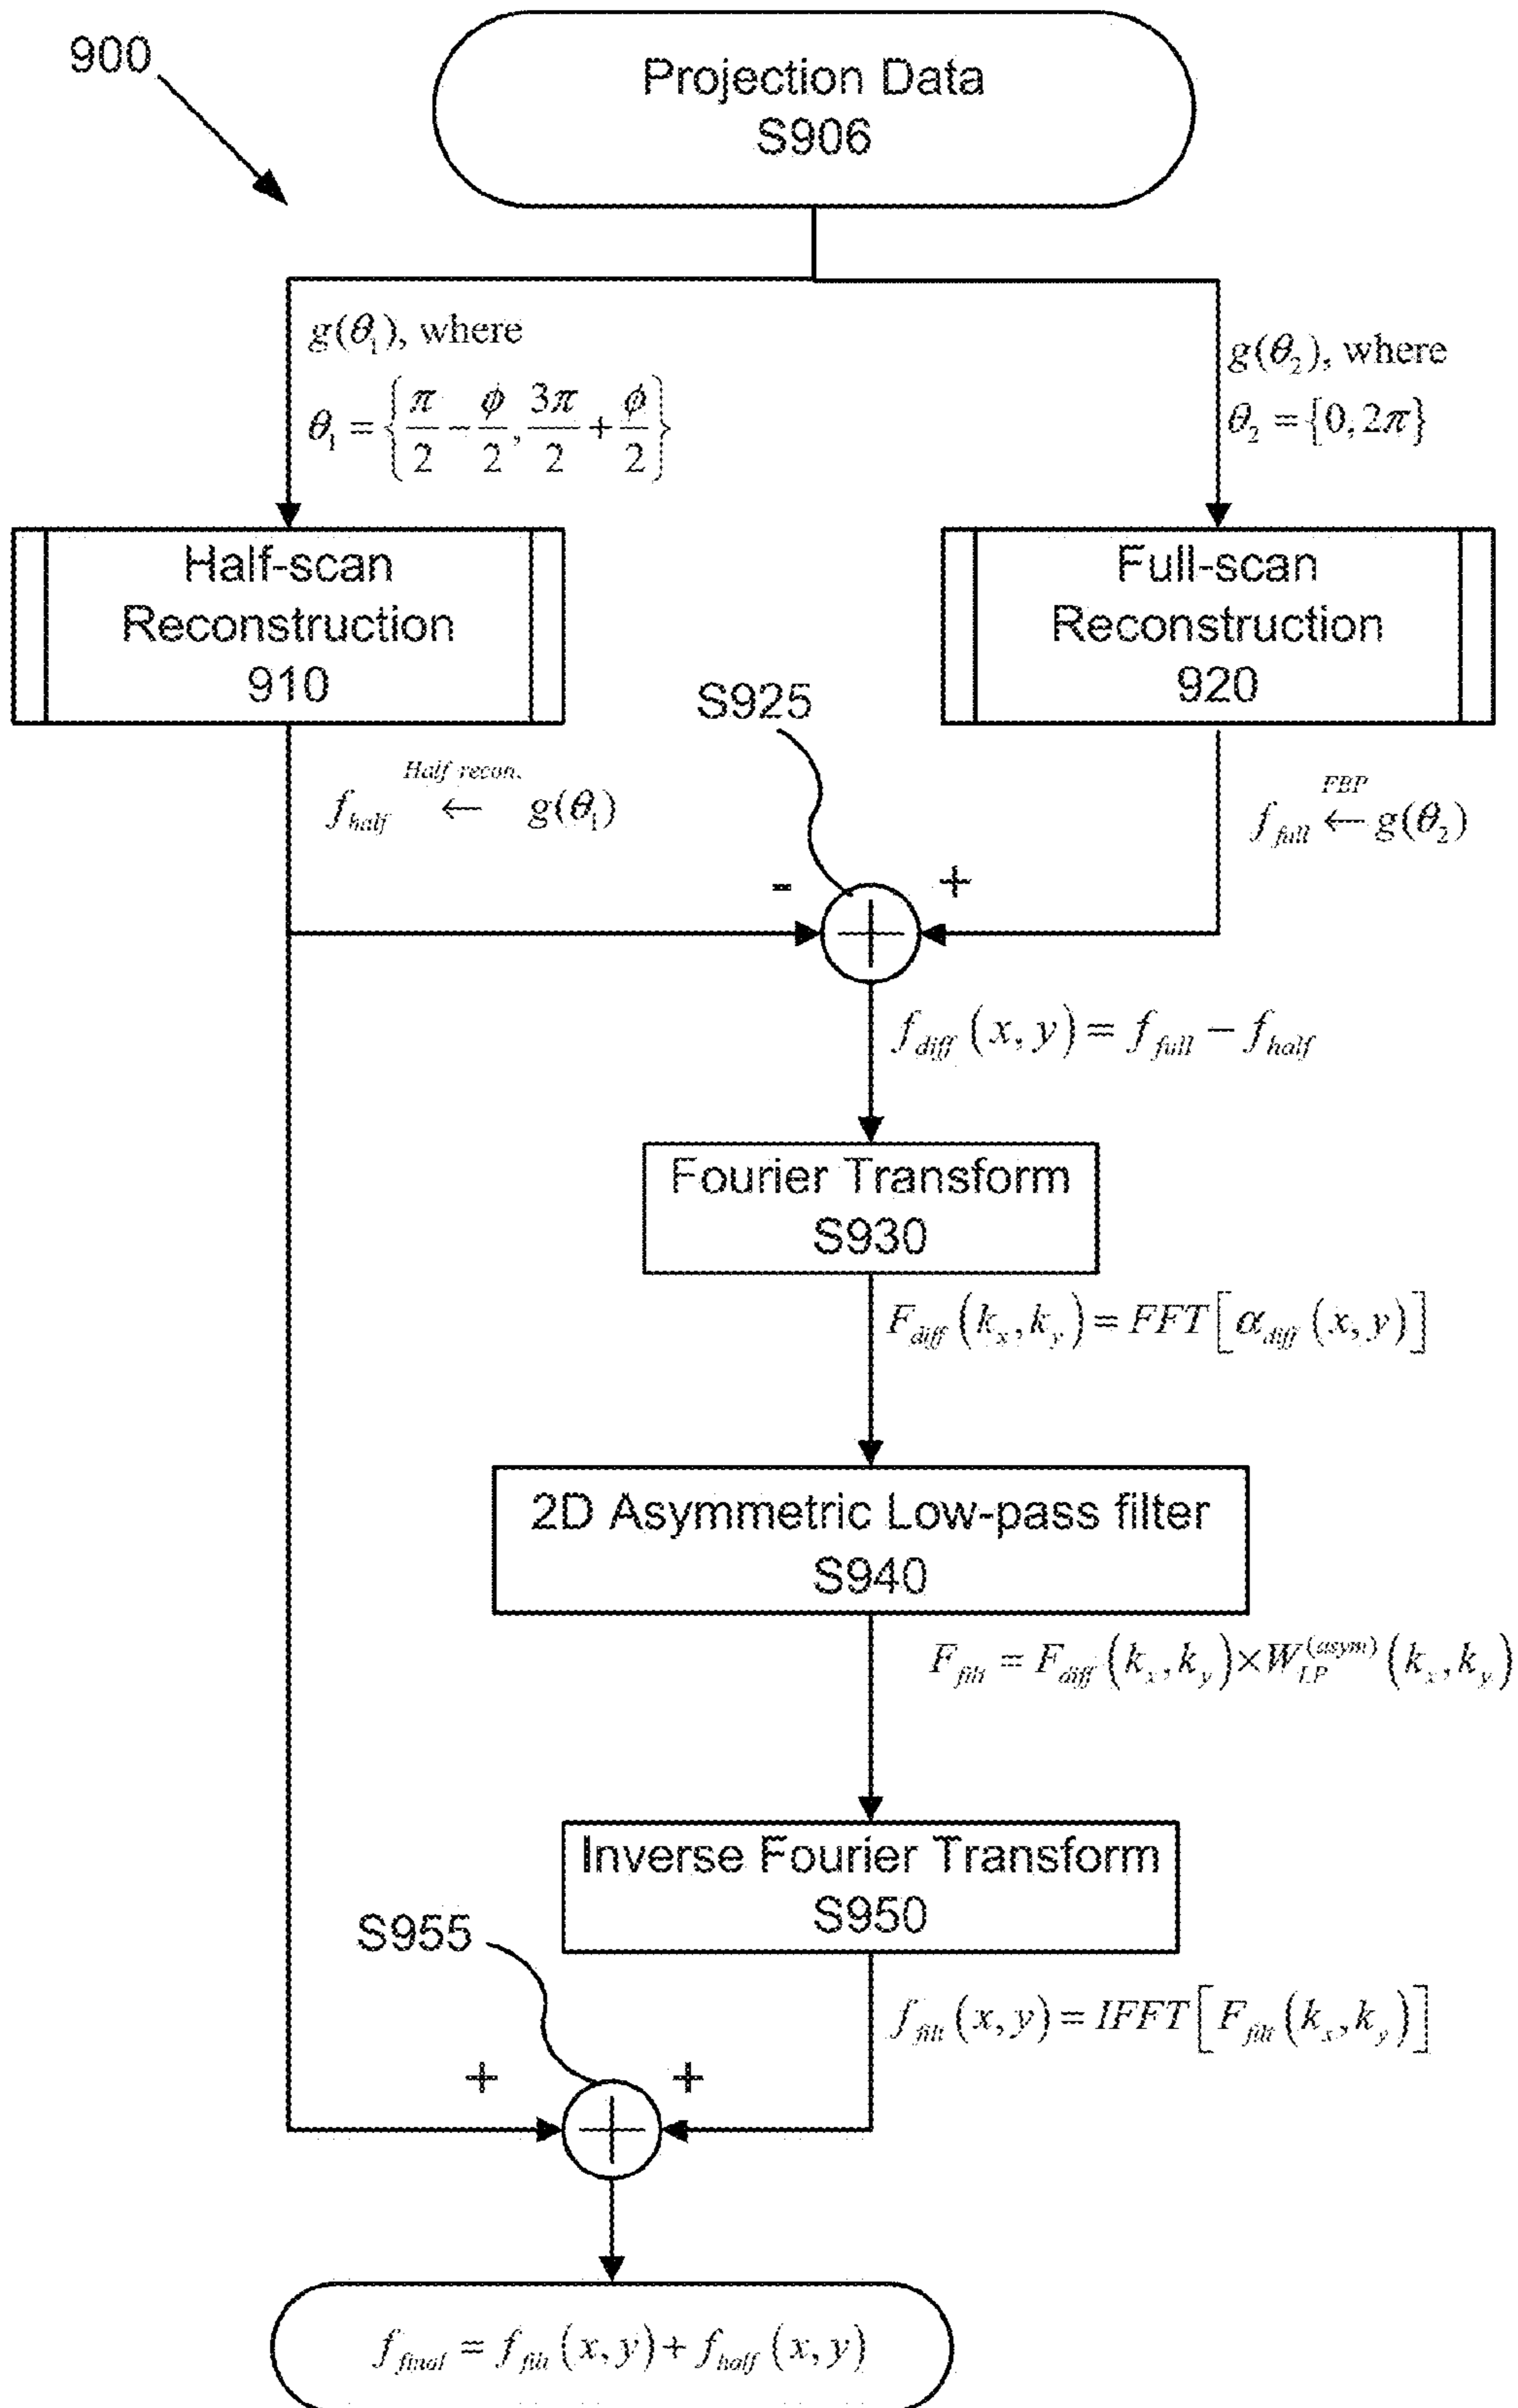 900
Projection Data
S906
g(θ₁), where
θ₁ = {π/2 − ϕ/2, 3π/2 + ϕ/2}
g(θ₂), where
θ₂ = {0, 2π}
Half-scan
Reconstruction
910
Full-scan
Reconstruction
920
S925
Half recon.
f_half ← g(θ₁)
FBP
f_full ← g(θ₂)
- +
f_diff (x, y) = f_full − f_half
Fourier Transform
S930
F_diff (k_x, k_y) = FFT[α_diff (x, y)]
2D Asymmetric Low-pass filter
S940
F_filt = F_diff (k_x, k_y) × W_LP^(asym) (k_x, k_y)
Inverse Fourier Transform
S950
S955
f_filt (x, y) = IFFT[F_filt (k_x, k_y)]
+ +
f_final = f_filt (x, y) + f_half (x, y)